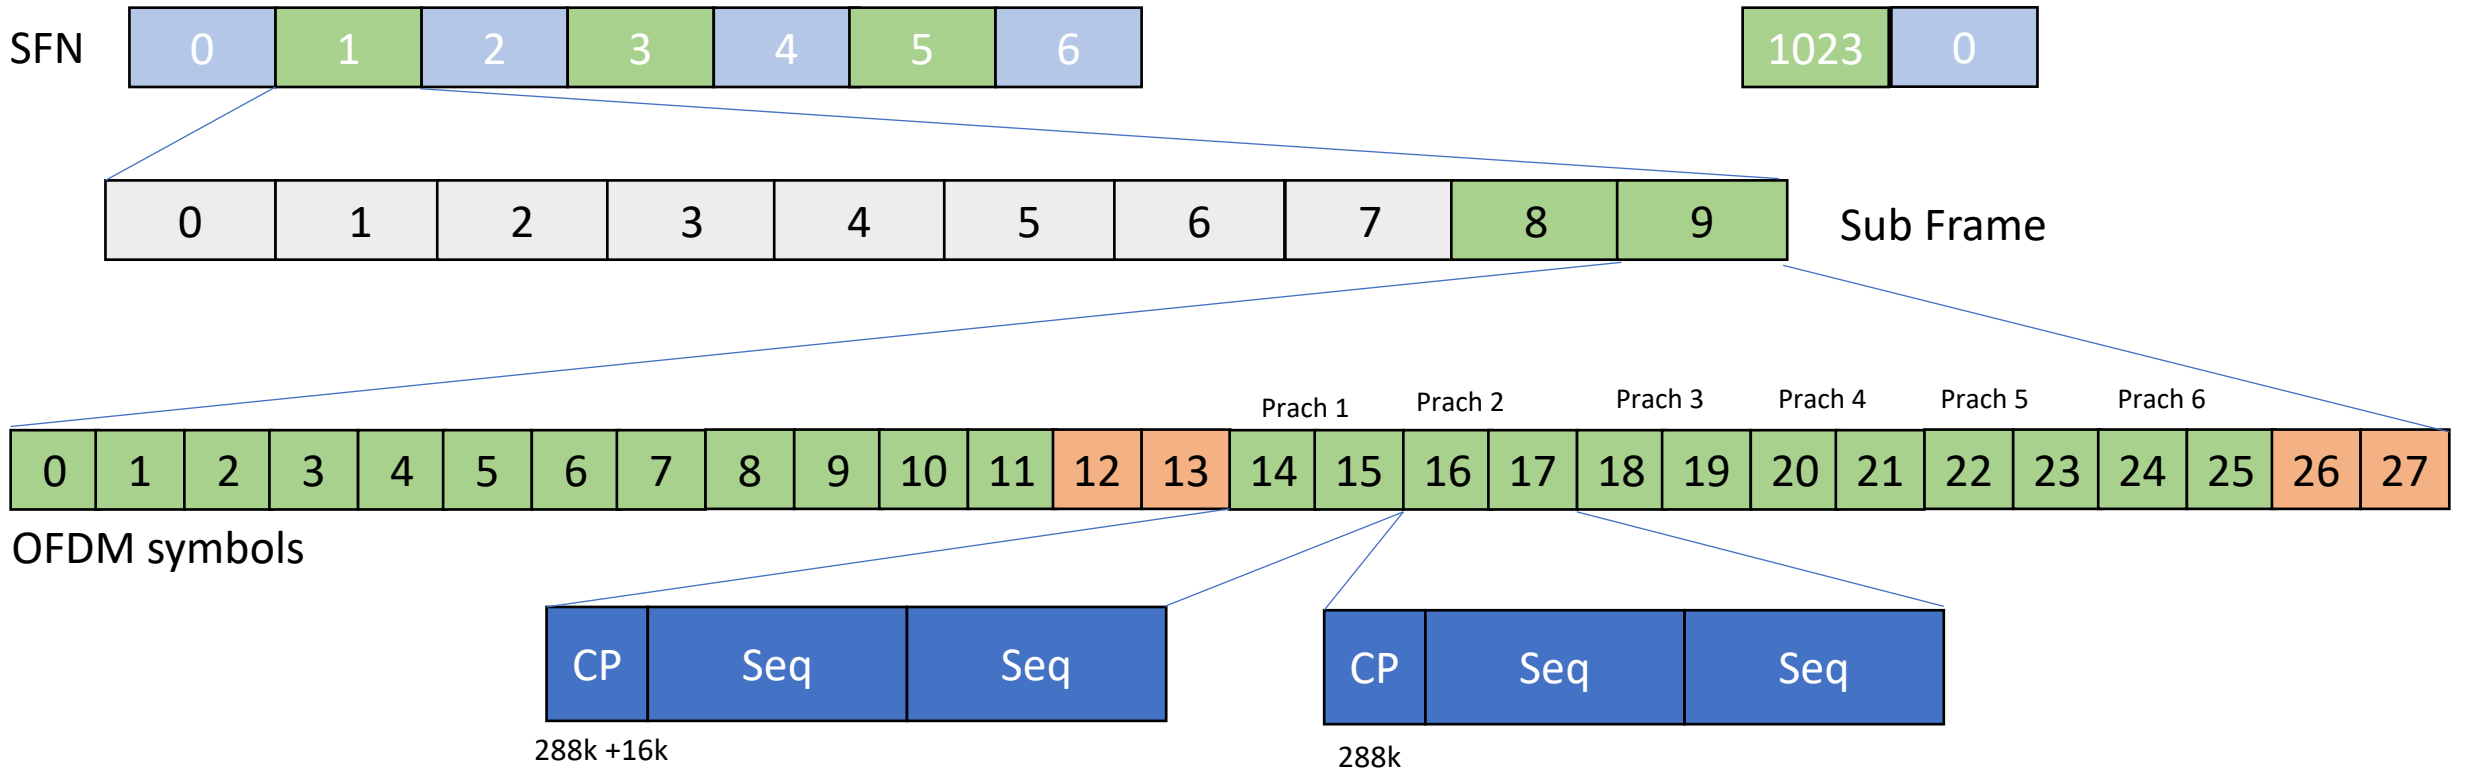 SFN 0 1 2 3 4 5 6 1023 0
0 1 2 3 4 5 6 7 8 9 Sub Frame
Prach 1 Prach 2 Prach 3 Prach 4 Prach 5 Prach 6
0 1 2 3 4 5 6 7 8 9 10 11 12 13 14 15 16 17 18 19 20 21 22 23 24 25 26 27
OFDM symbols
CP Seq Seq CP Seq Seq
288k +16k 288k